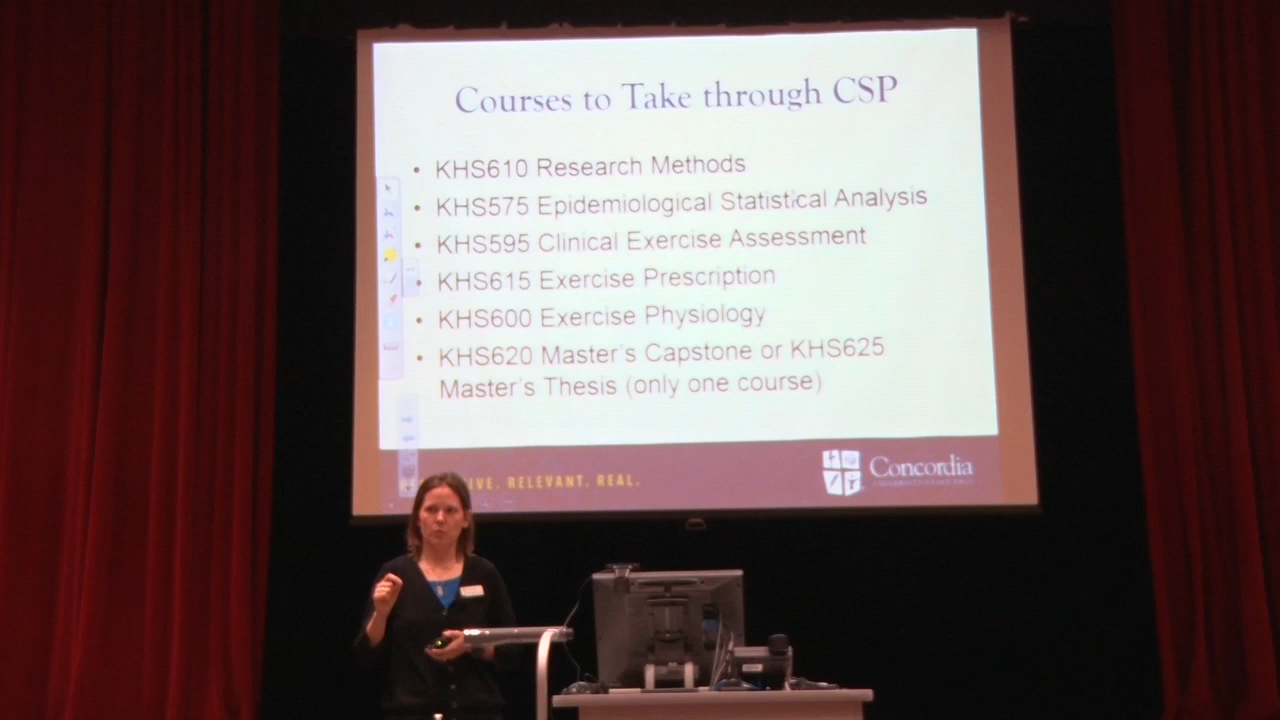 Courses to Take through CSP
• KHS610 Research Methods
• KHS575 Epidemiological Statistical Analysis
• KHS595 Clinical Exercise Assessment
• KHS615 Exercise Prescription
• KHS600 Exercise Physiology
• KHS620 Master's Capstone or KHS625
Master's Thesis (only one course)
RELEVANT. REAL.
Concordia